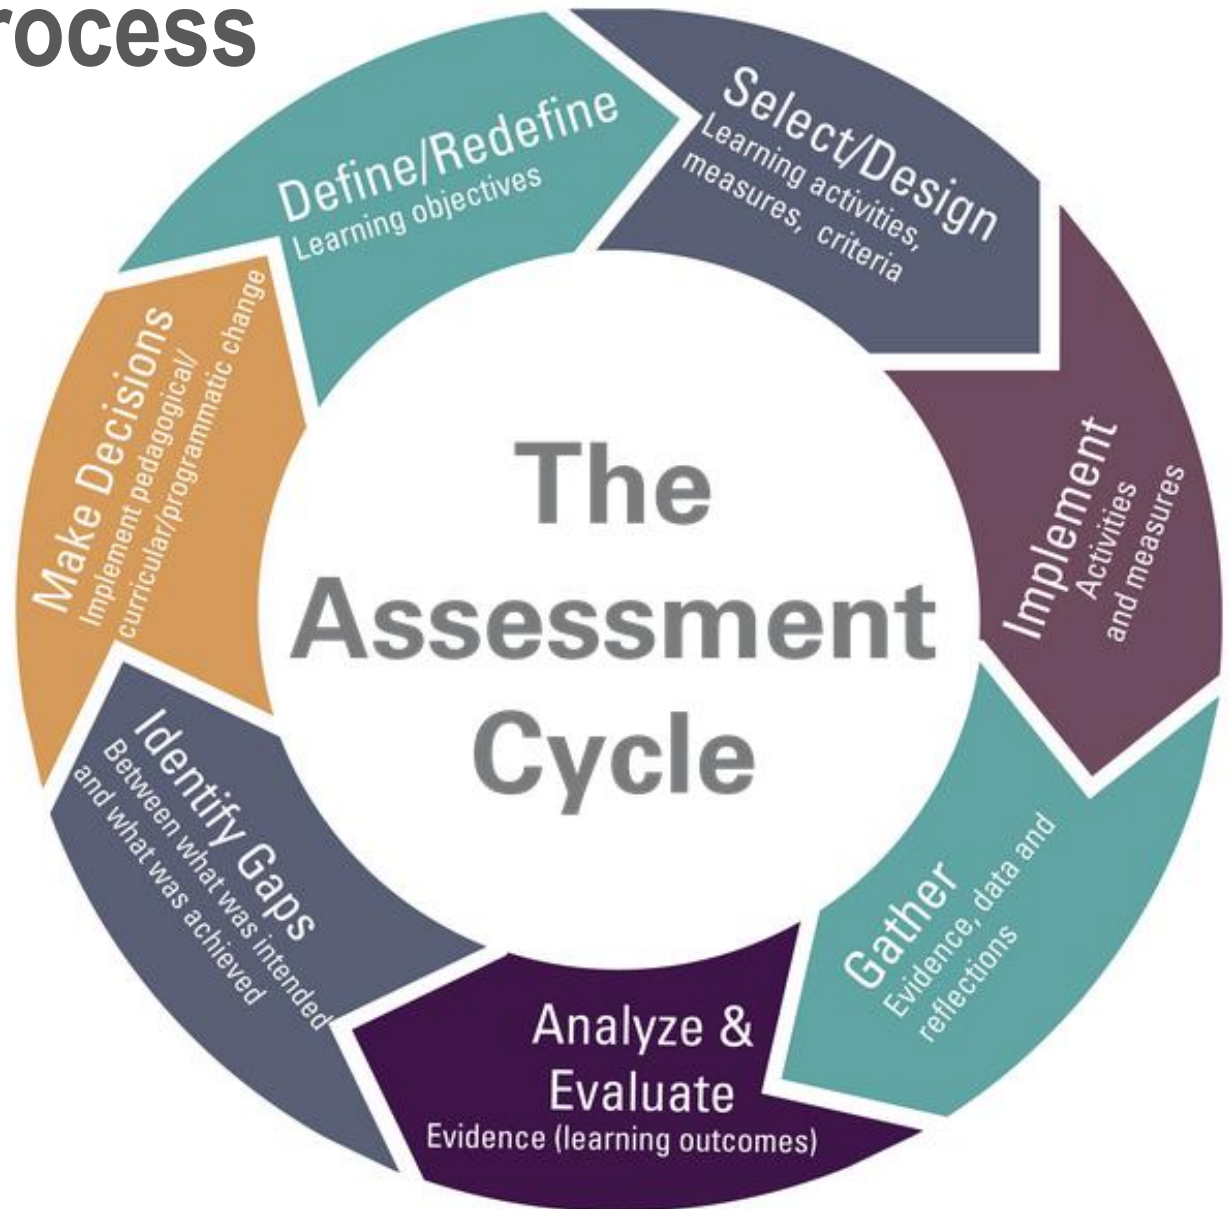 rocess
Define/Redefine
Learning objectives
Select/Design
Learning activities,
measures, criteria
Implement
Activities
and measures
Gather
Evidence, data and
reflections
Analyze &
Evaluate
Evidence (learning outcomes)
Identify Gaps
Between what was intended
and what was achieved
Make Decisions
Implement pedagogical/
curricular/programmatic change
The
Assessment
Cycle